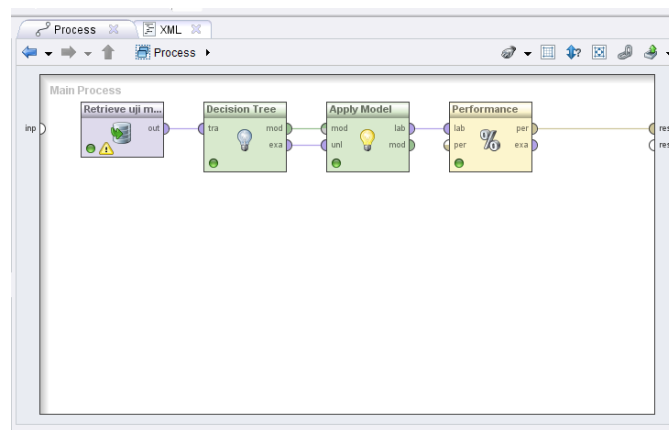 Process XML
Process
Main Process
Retrieve uji m... Decision Tree Apply Model Performance
inp out tra mod mod lab lab per res
exa unl mod per exa res